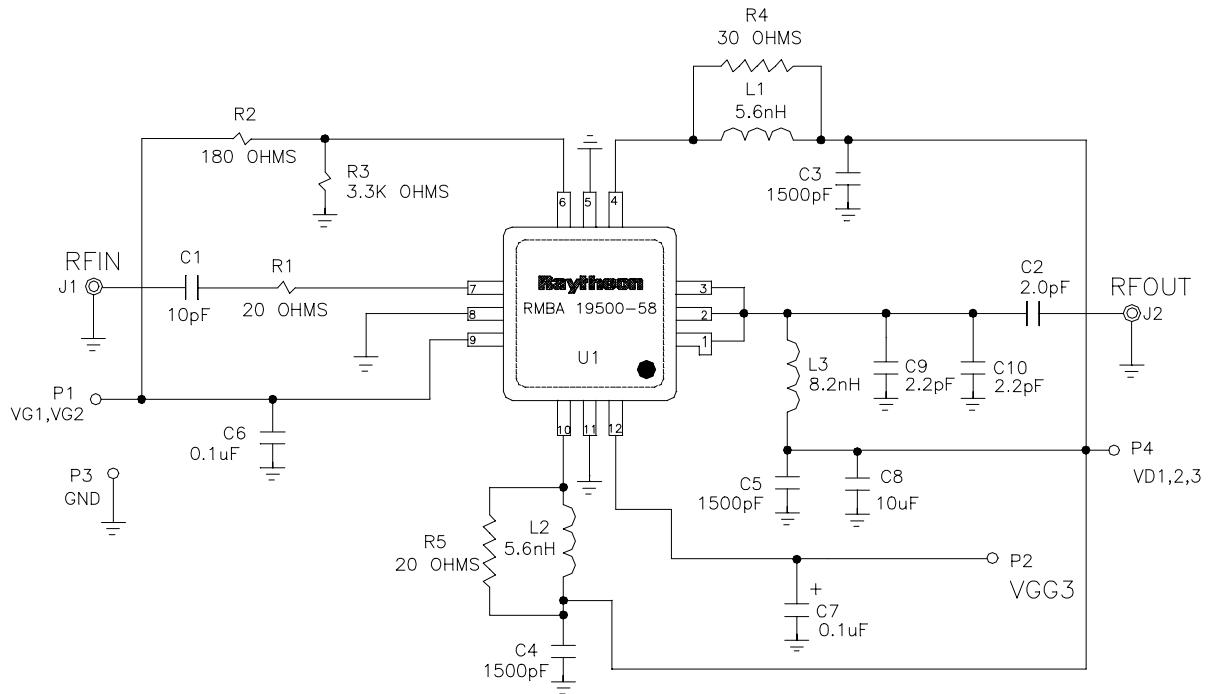 R4
30 OHMS
L1
5.6nH
R2
180 OHMS
R3
3.3K OHMS
C3
1500pF
6
5
4
RFIN
J1
C1
10pF
R1
20 OHMS
7
8
9
Raytheon
RMBA 19500-58
U1
3
2
1
C2
2.0pF
RFOUT
J2
L3
8.2nH
C9
2.2pF
C10
2.2pF
P1
VG1,VG2
C6
0.1uF
10
11
12
P4
VD1,2,3
P3
GND
C5
1500pF
C8
10uF
R5
20 OHMS
L2
5.6nH
P2
VGG3
+
C7
0.1uF
C4
1500pF